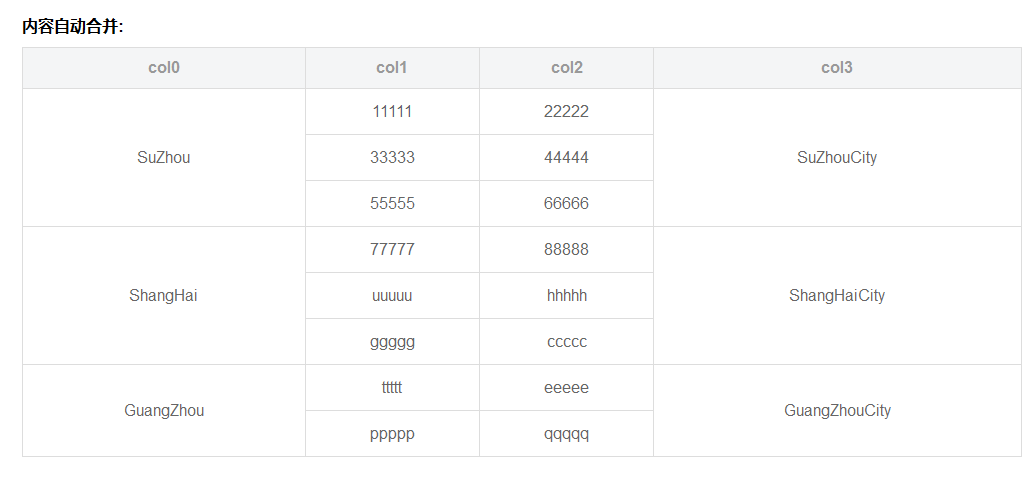 内容自动合并:
col0 col1 col2 col3
SuZhou 11111 22222 SuZhouCity
33333 44444
55555 66666
ShangHai 77777 88888 ShangHaiCity
uuuuu hhhhh
ggggg ccccc
GuangZhou ttttt eeeee GuangZhouCity
ppppp qqqqq